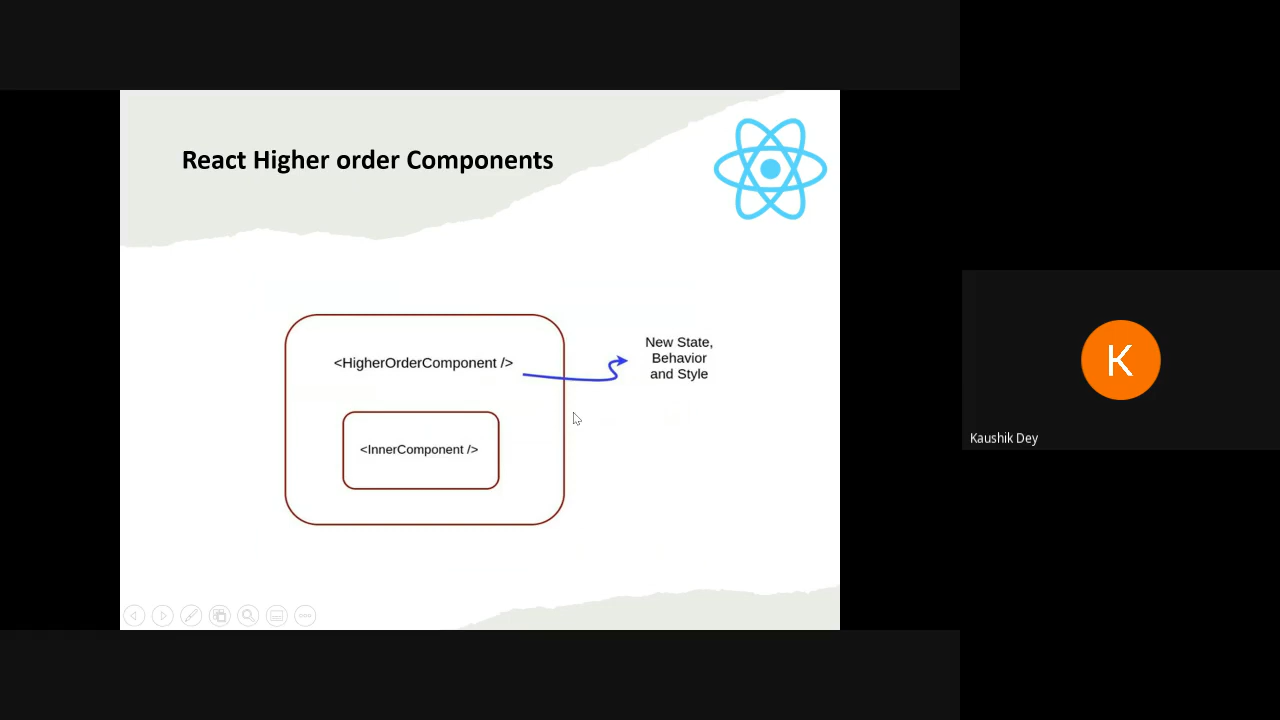 React Higher order Components
<HigherOrderComponent />
New State,
Behavior
and Style
<InnerComponent />
K
Kaushik Dey